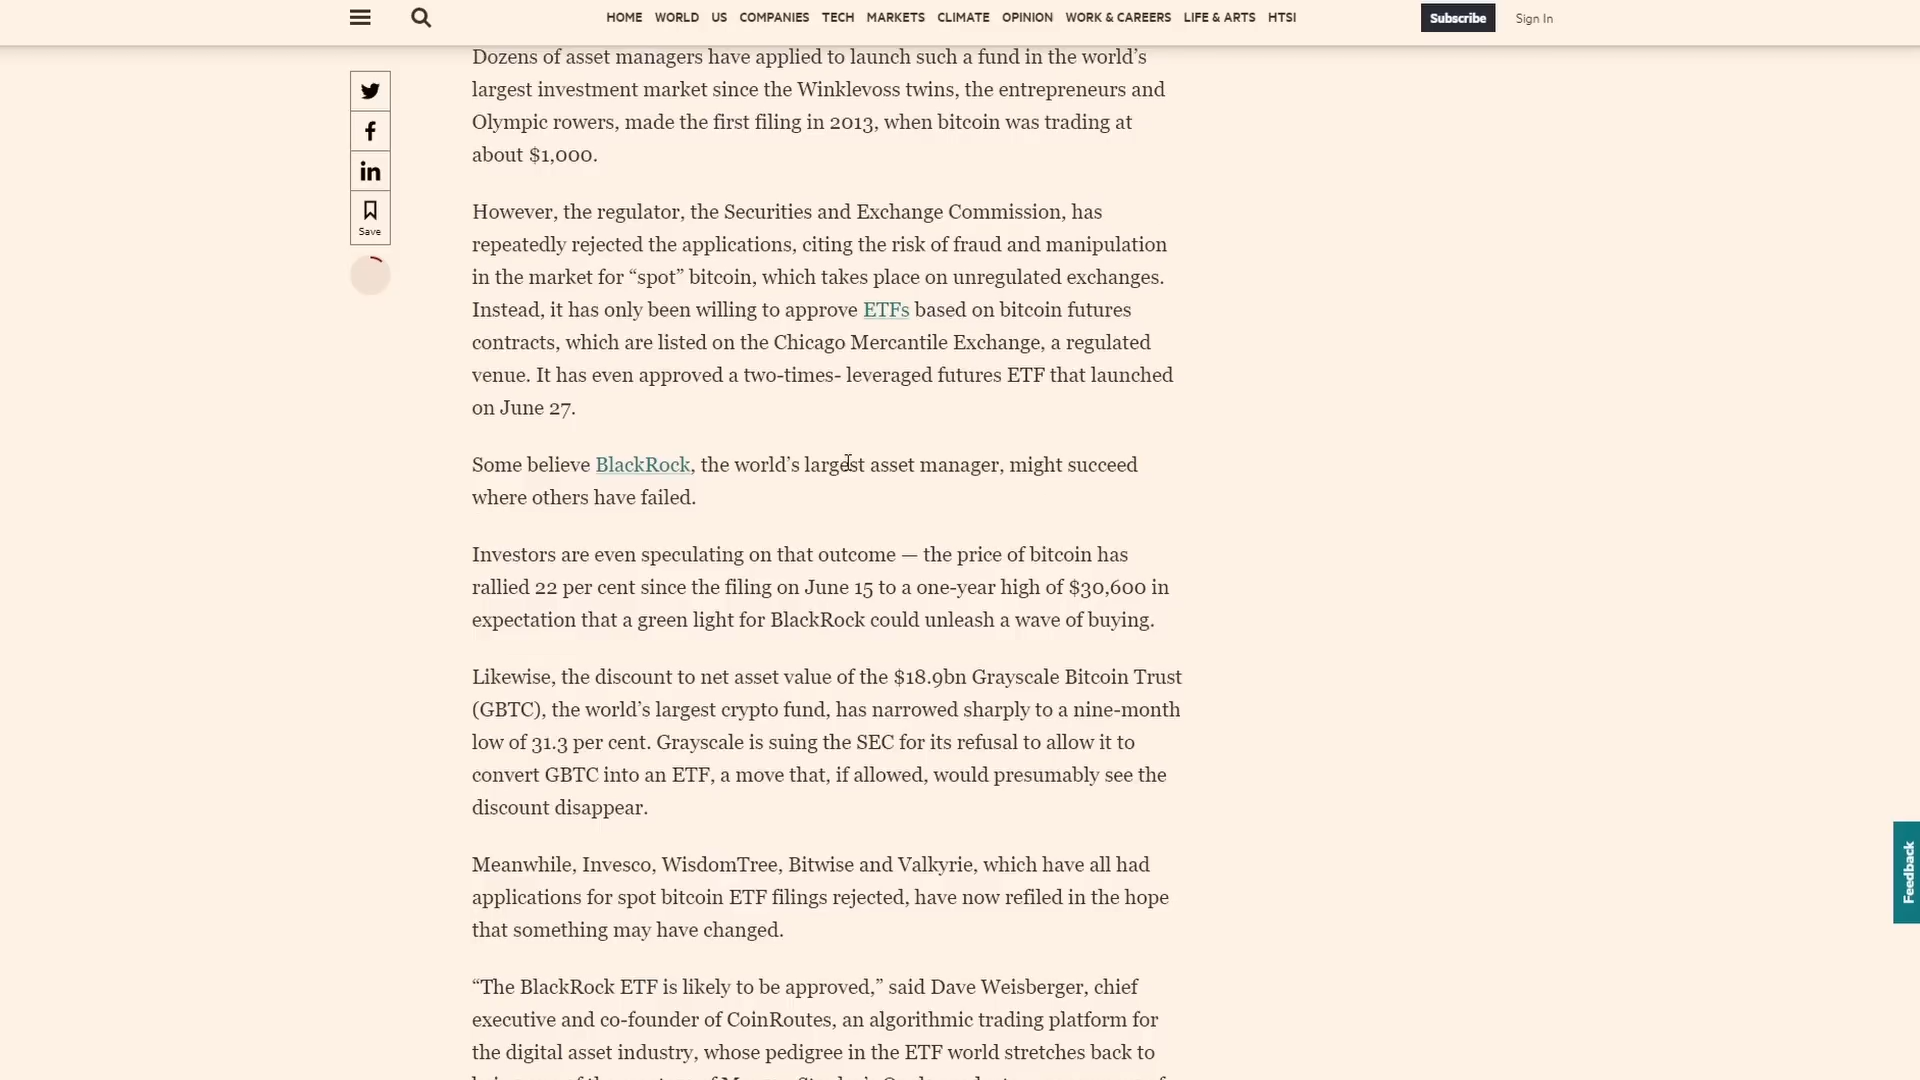 HOME WORLD US COMPANIES TECH MARKETS CLIMATE OPINION WORK & CAREERS LIFE & ARTS HTSI
Subscribe
Sign In
Save
Dozens of asset managers have applied to launch such a fund in the world’s
largest investment market since the Winklevoss twins, the entrepreneurs and
Olympic rowers, made the first filing in 2013, when bitcoin was trading at
about $1,000.
However, the regulator, the Securities and Exchange Commission, has
repeatedly rejected the applications, citing the risk of fraud and manipulation
in the market for “spot” bitcoin, which takes place on unregulated exchanges.
Instead, it has only been willing to approve ETFs based on bitcoin futures
contracts, which are listed on the Chicago Mercantile Exchange, a regulated
venue. It has even approved a two-times- leveraged futures ETF that launched
on June 27.
Some believe BlackRock, the world’s largest asset manager, might succeed
where others have failed.
Investors are even speculating on that outcome — the price of bitcoin has
rallied 22 per cent since the filing on June 15 to a one-year high of $30,600 in
expectation that a green light for BlackRock could unleash a wave of buying.
Likewise, the discount to net asset value of the $18.9bn Grayscale Bitcoin Trust
(GBTC), the world’s largest crypto fund, has narrowed sharply to a nine-month
low of 31.3 per cent. Grayscale is suing the SEC for its refusal to allow it to
convert GBTC into an ETF, a move that, if allowed, would presumably see the
discount disappear.
Meanwhile, Invesco, WisdomTree, Bitwise and Valkyrie, which have all had
applications for spot bitcoin ETF filings rejected, have now refiled in the hope
that something may have changed.
“The BlackRock ETF is likely to be approved,” said Dave Weisberger, chief
executive and co-founder of CoinRoutes, an algorithmic trading platform for
the digital asset industry, whose pedigree in the ETF world stretches back to
Feedback